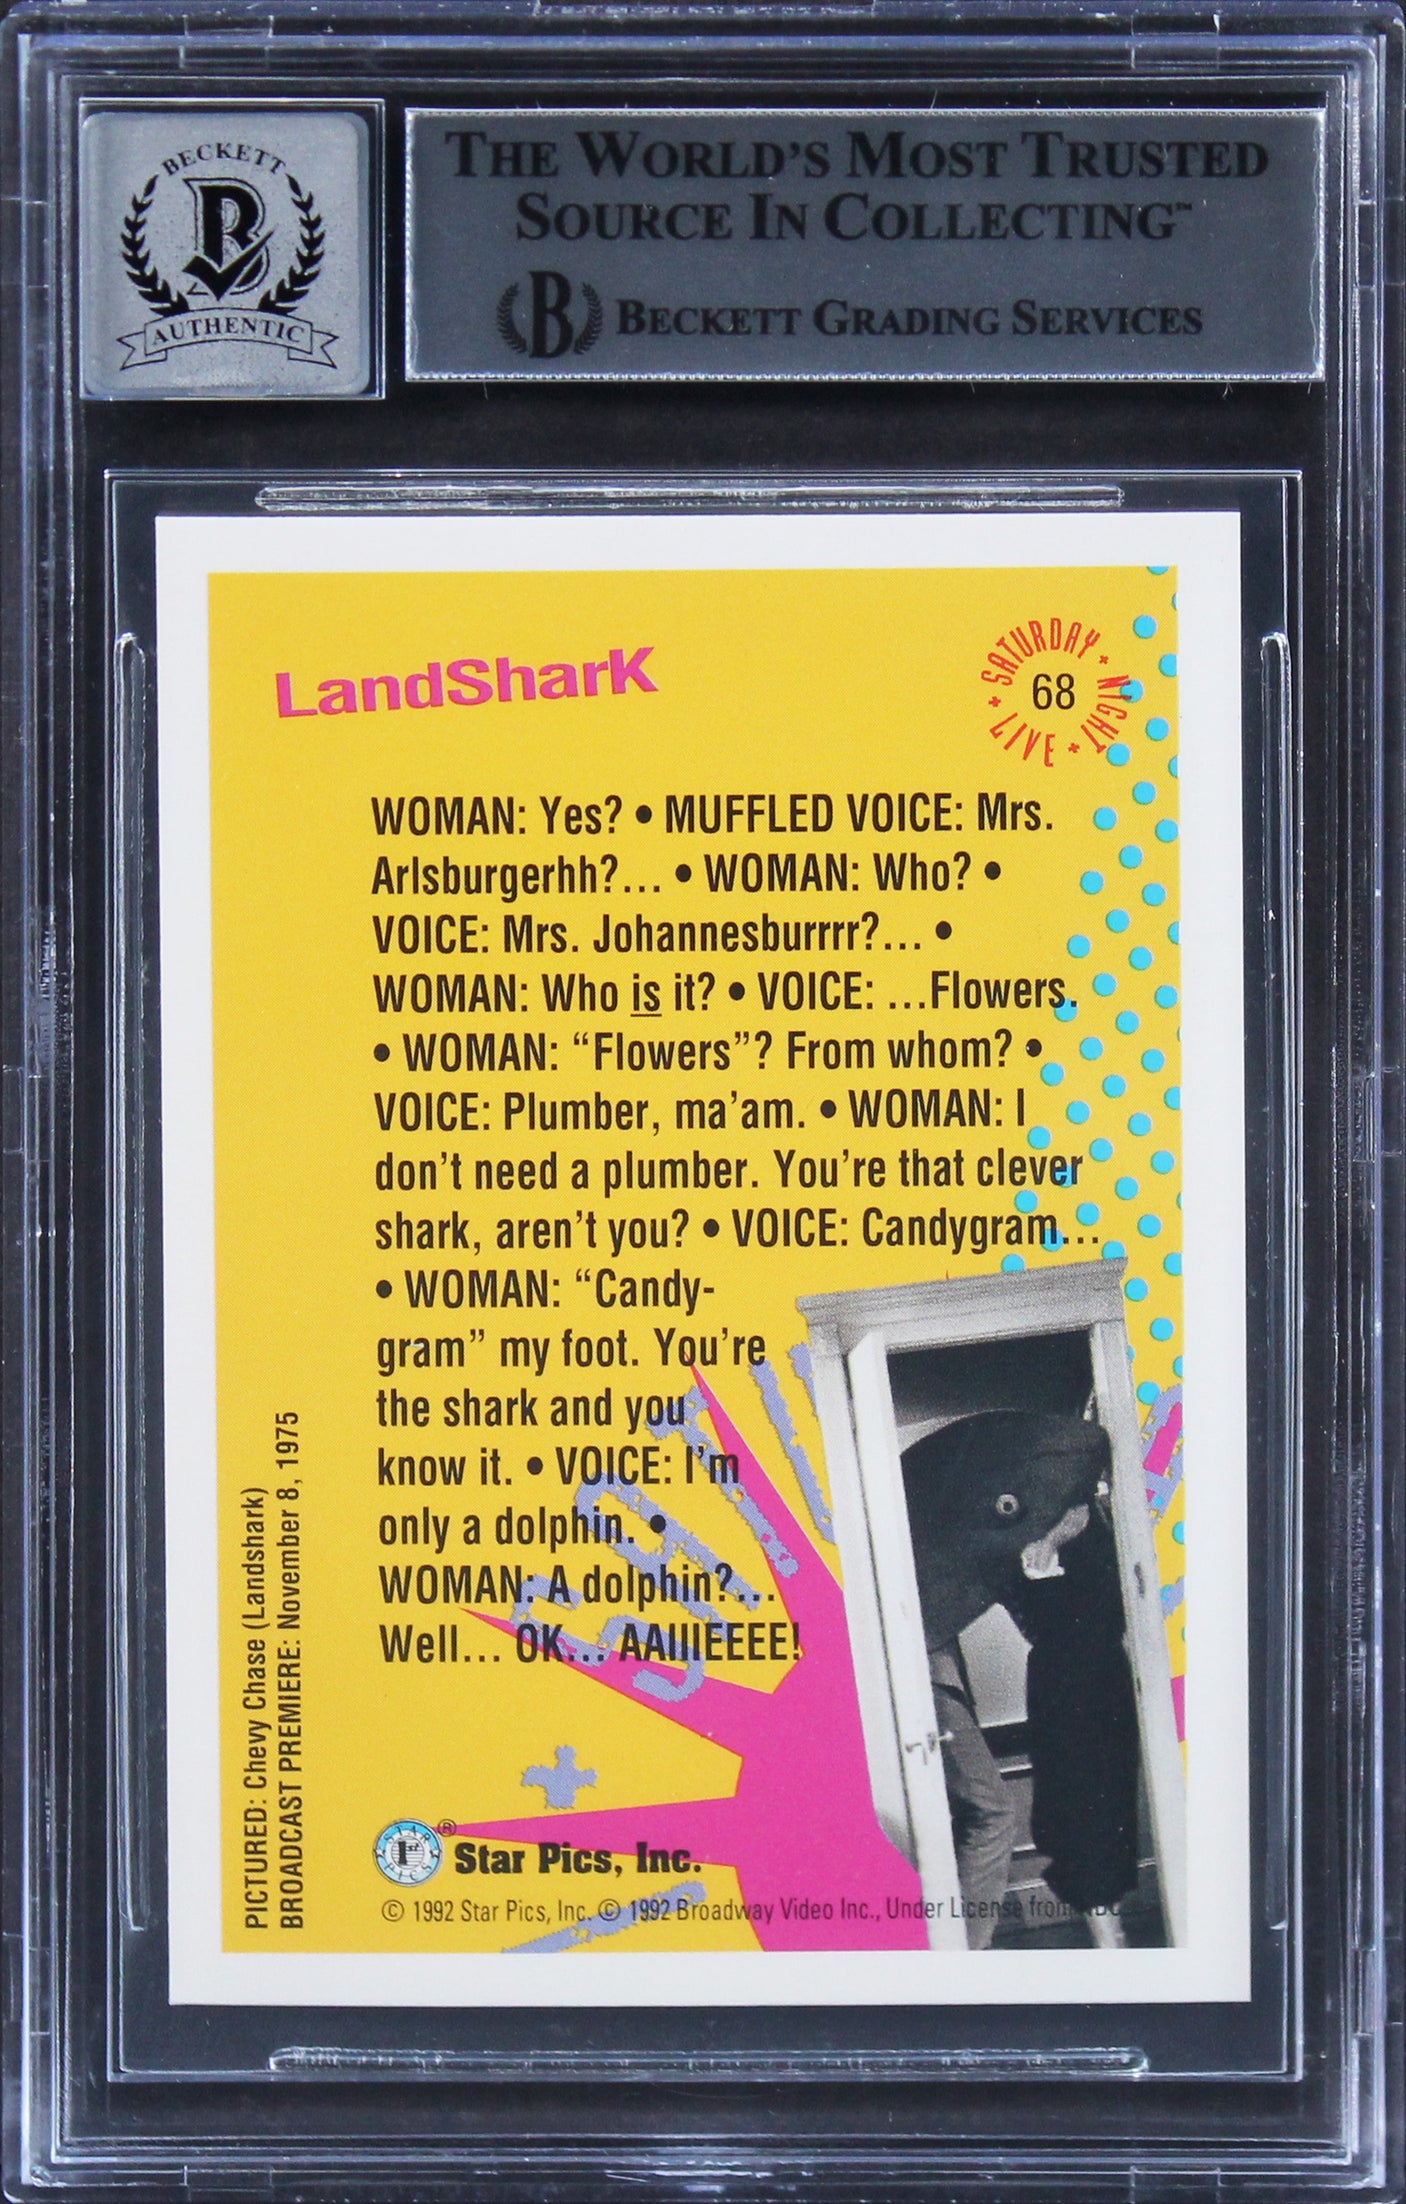 BECKETT
B
AUTHENTIC
THE WORLD'S MOST TRUSTED
SOURCE IN COLLECTING™
B BECKETT GRADING SERVICES
LandSharK
SATURDAY • NIGHT • LIVE •
68
WOMAN: Yes? • MUFFLED VOICE: Mrs.
Arlsburgerhh?... • WOMAN: Who? •
VOICE: Mrs. Johannesburrrr?... •
WOMAN: Who is it? • VOICE: ...Flowers.
• WOMAN: “Flowers”? From whom? •
VOICE: Plumber, ma’am. • WOMAN: I
don’t need a plumber. You’re that clever
shark, aren’t you? • VOICE: Candygram...
• WOMAN: “Candy-
gram” my foot. You’re
the shark and you
know it. • VOICE: I’m
only a dolphin. •
WOMAN: A dolphin?...
Well... OK... AAIIIEEEE!
PICTURED: Chevy Chase (Landshark)
BROADCAST PREMIERE: November 8, 1975
STAR PICS 1st
® Star Pics, Inc.
© 1992 Star Pics, Inc. © 1992 Broadway Video Inc., Under License from NBC